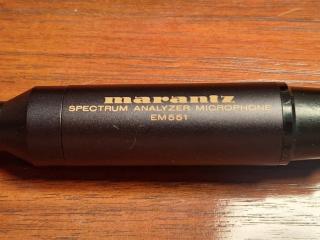 marantz
SPECTRUM ANALYZER MICROPHONE
EM551